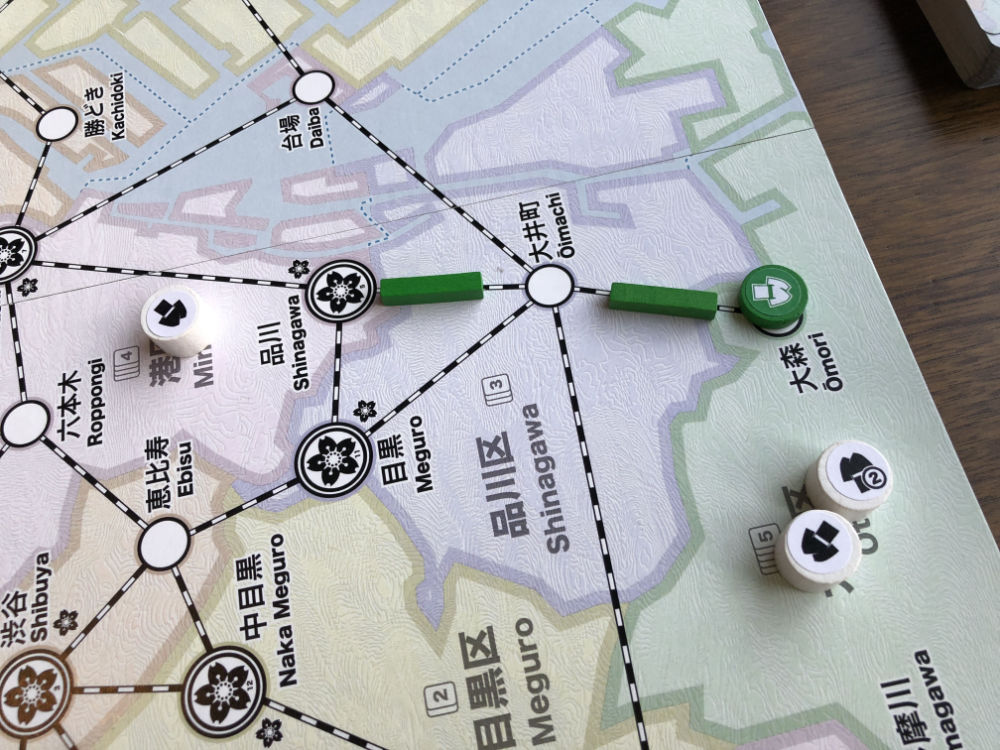 勝どき
Kachidoki
台場
Daiba
大井町
Ōimachi
品川
Shinagawa
4
港
Min
六本木
Roppongi
大森
Ōmori
3
品川区
Shinagawa
目黒
Meguro
恵比寿
Ebisu
渋谷
Shibuya
中目黒
Naka Meguro
2
目黒区
Meguro
5
区
2
摩川
nagawa